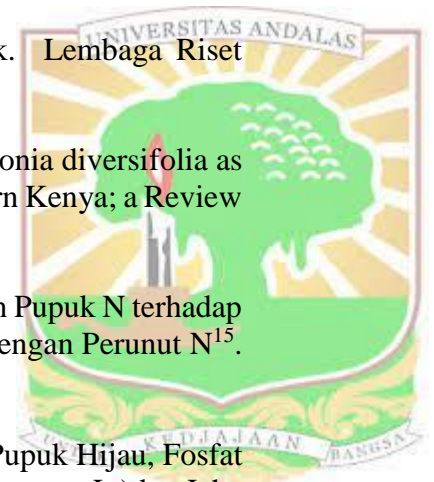 UNIVERSITAS ANDALAS
k. Lembaga Riset
onia diversifolia as
rn Kenya; a Review
n Pupuk N terhadap
engan Perunut N¹⁵.
KEDJAJAAN BANGSA
Pupuk Hijau, Fosfat